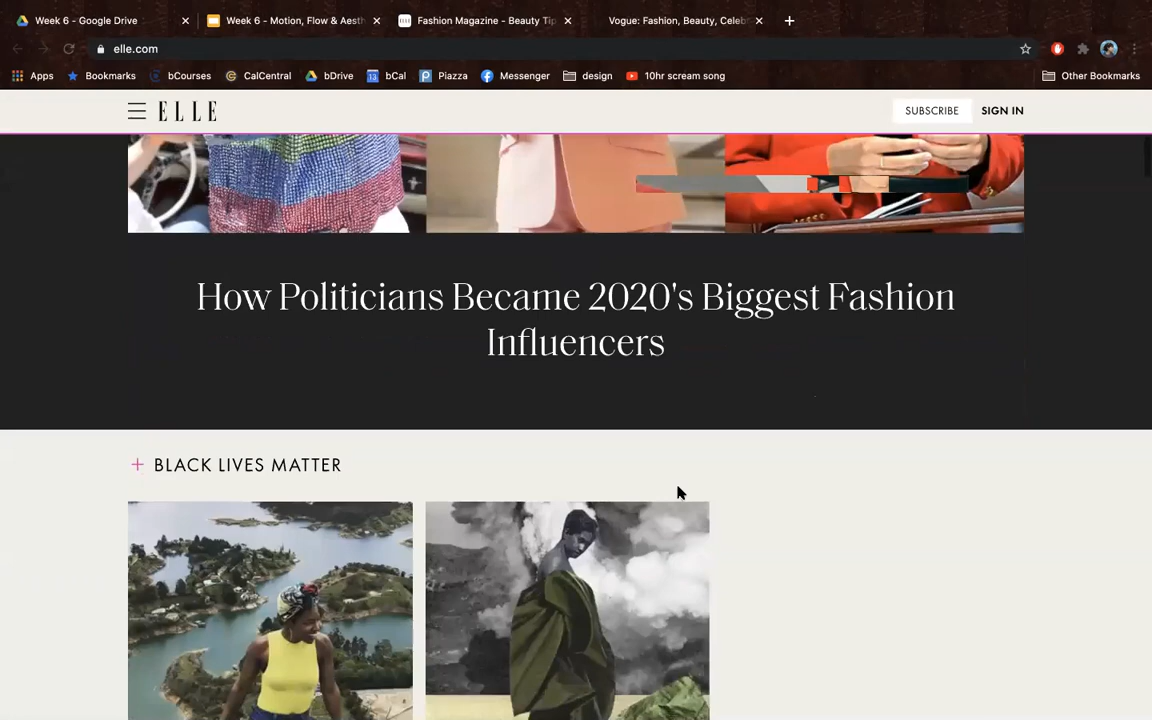 Week 6 - Google Drive
Week 6 - Motion, Flow & Aesth
Fashion Magazine - Beauty Tip
Vogue: Fashion, Beauty, Celeb
elle.com
Apps
Bookmarks
bCourses
CalCentral
bDrive
13
bCal
Piazza
Messenger
design
10hr scream song
Other Bookmarks
ELLE
SUBSCRIBE
SIGN IN
How Politicians Became 2020's Biggest Fashion
Influencers
+ BLACK LIVES MATTER